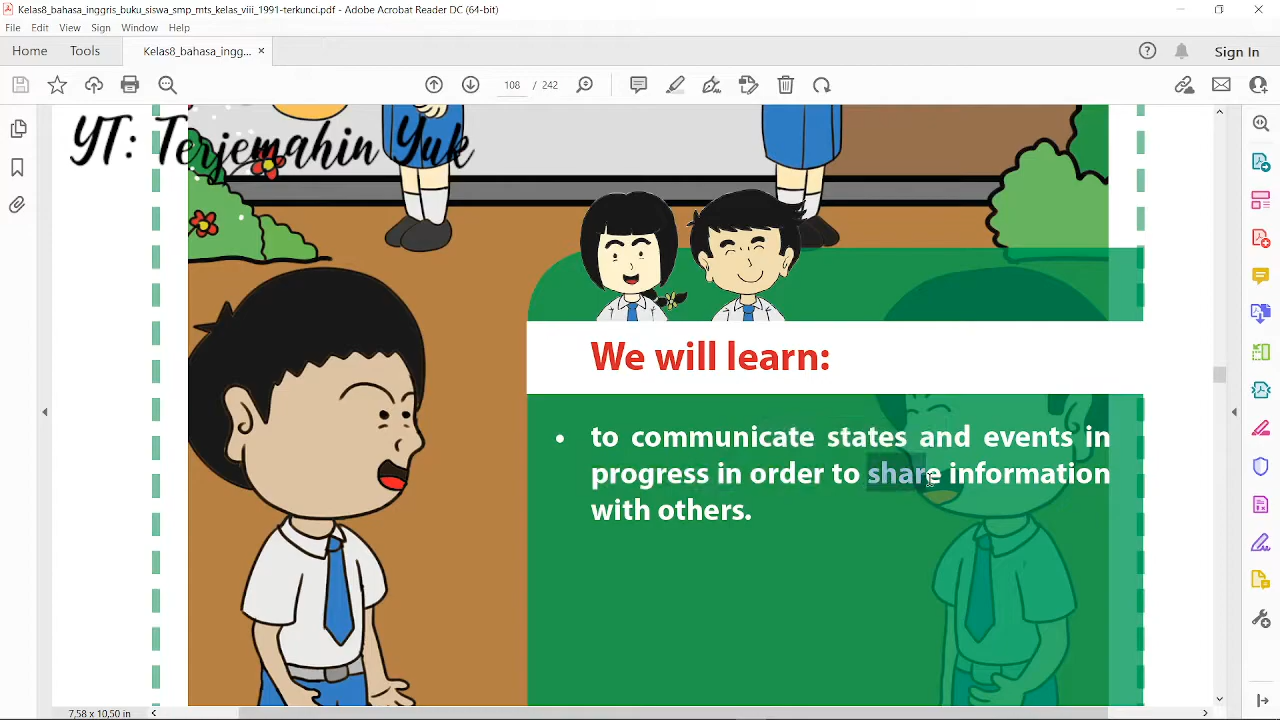 Kelas8_bahasa_inggris_buku_siswa_smp_mts_kelas_viii_1991-terkunci.pdf - Adobe Acrobat Reader DC (64-bit)
File Edit View Sign Window Help
Home Tools Kelas8_bahasa_ingg... × Sign In
108 / 242
YT: Terjemahin Yuk
We will learn:
• to communicate states and events in
progress in order to share information
with others.
7,58 x 10,50 in